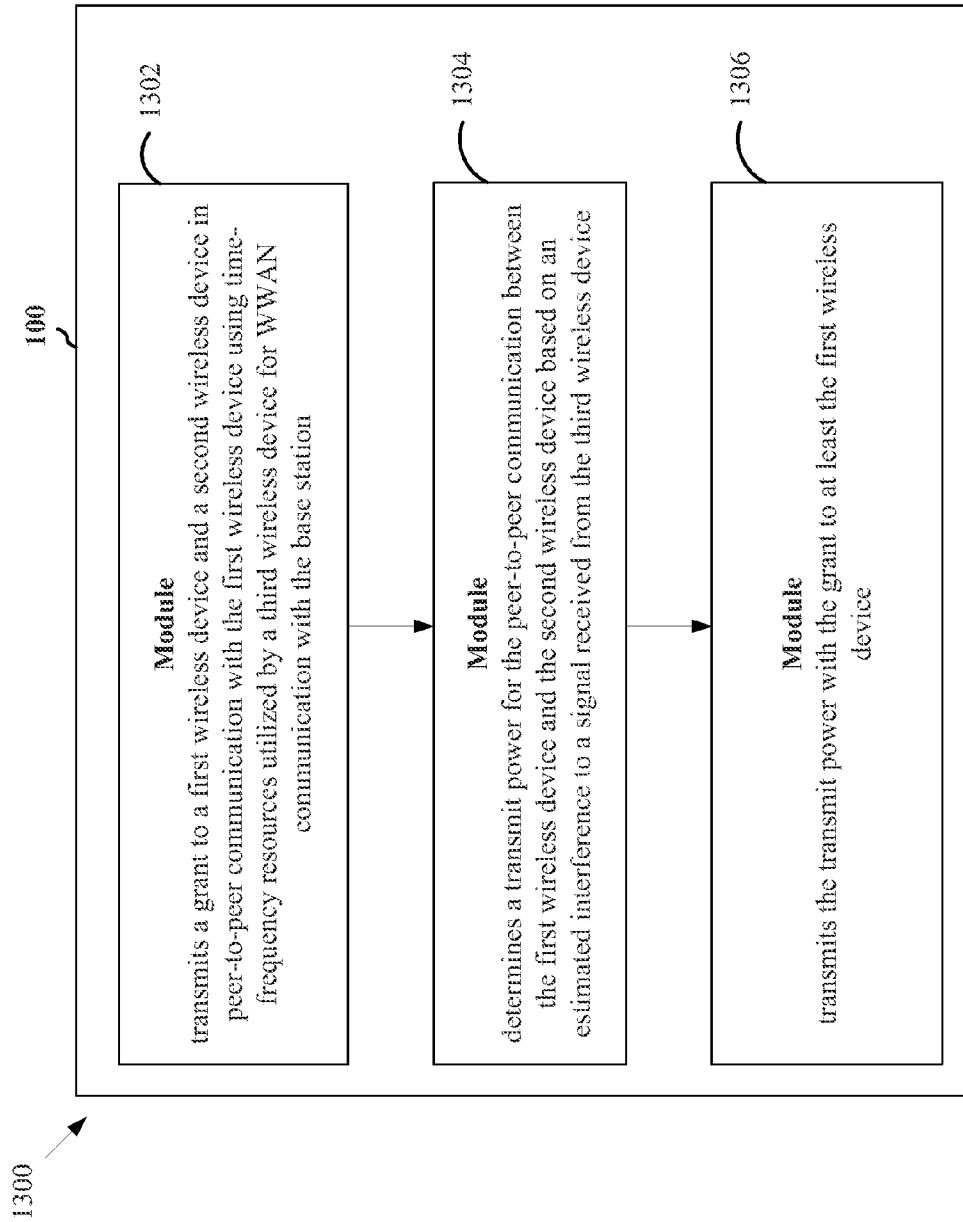 1300
100
1302
Module
transmits a grant to a first wireless device and a second wireless device in
peer-to-peer communication with the first wireless device using time-
frequency resources utilized by a third wireless device for WWAN
communication with the base station
1304
Module
determines a transmit power for the peer-to-peer communication between
the first wireless device and the second wireless device based on an
estimated interference to a signal received from the third wireless device
1306
Module
transmits the transmit power with the grant to at least the first wireless
device